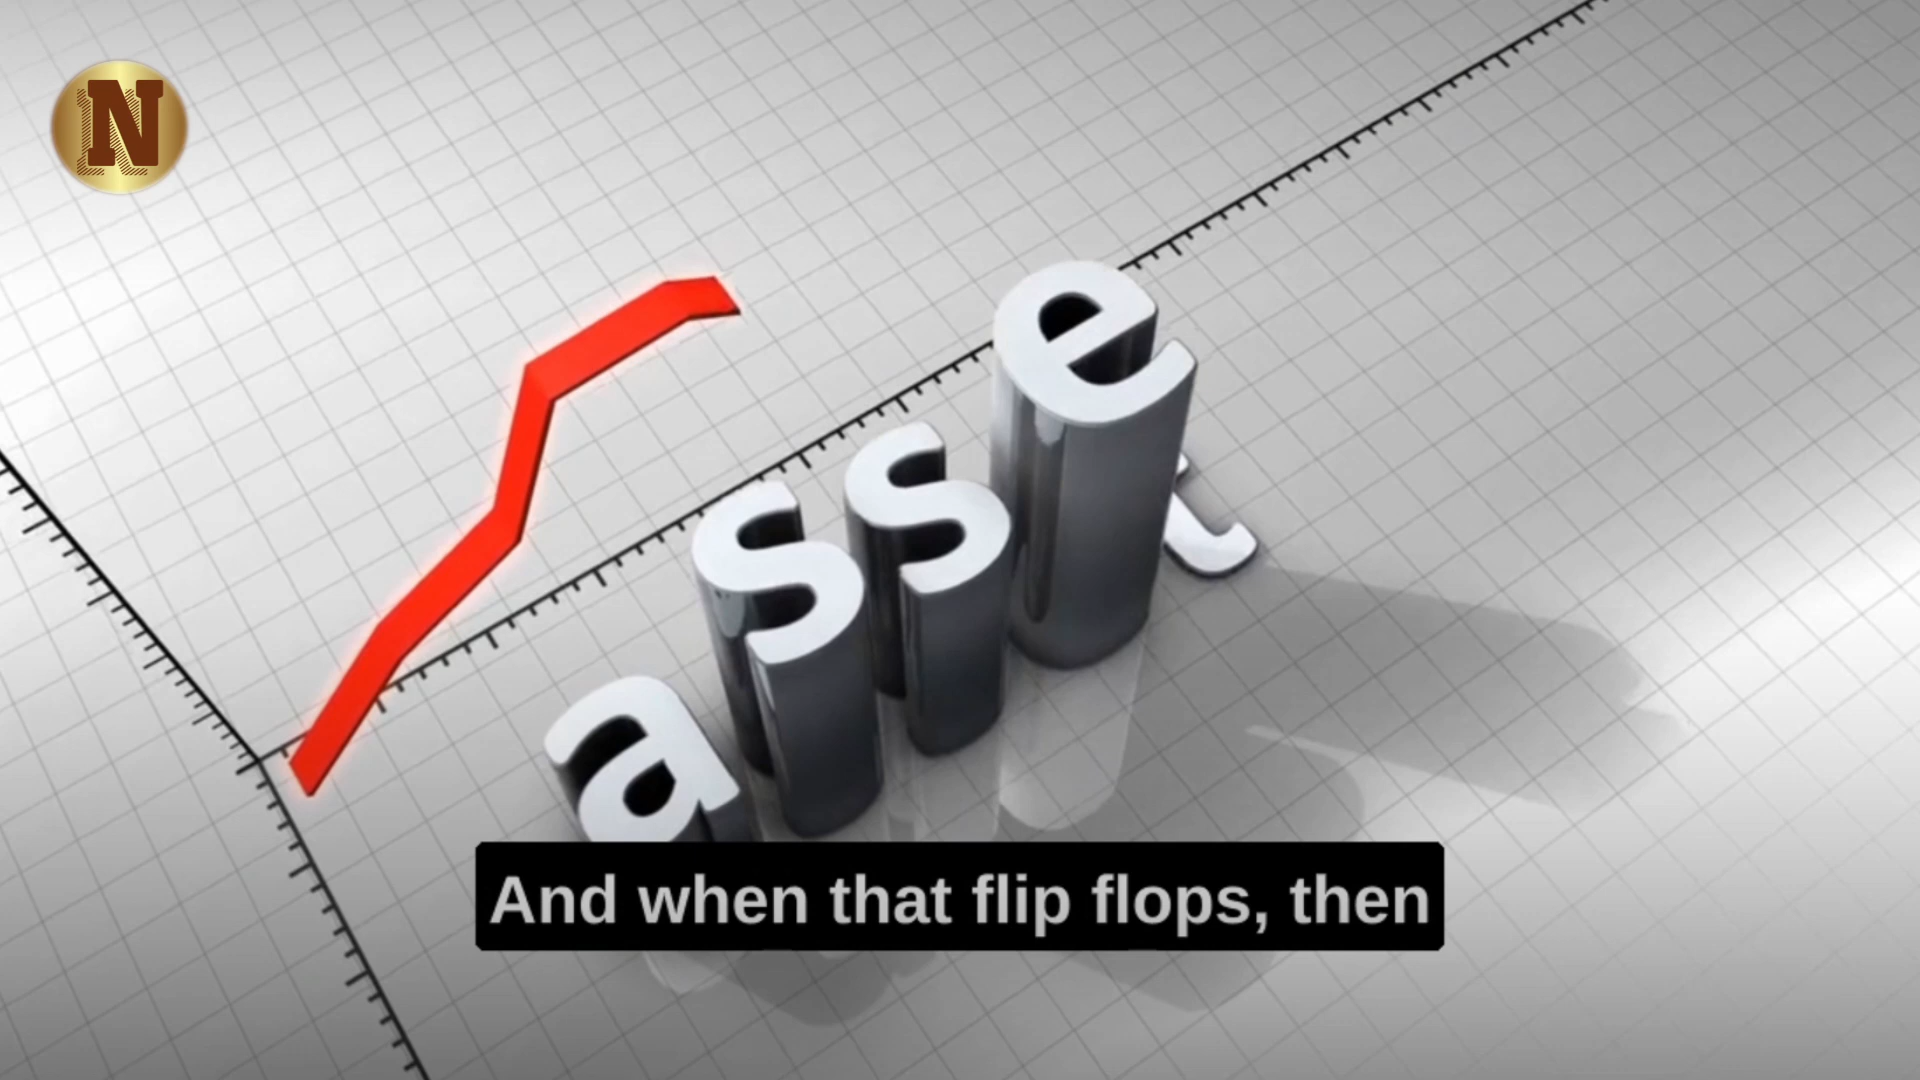 N
asset
And when that flip flops, then